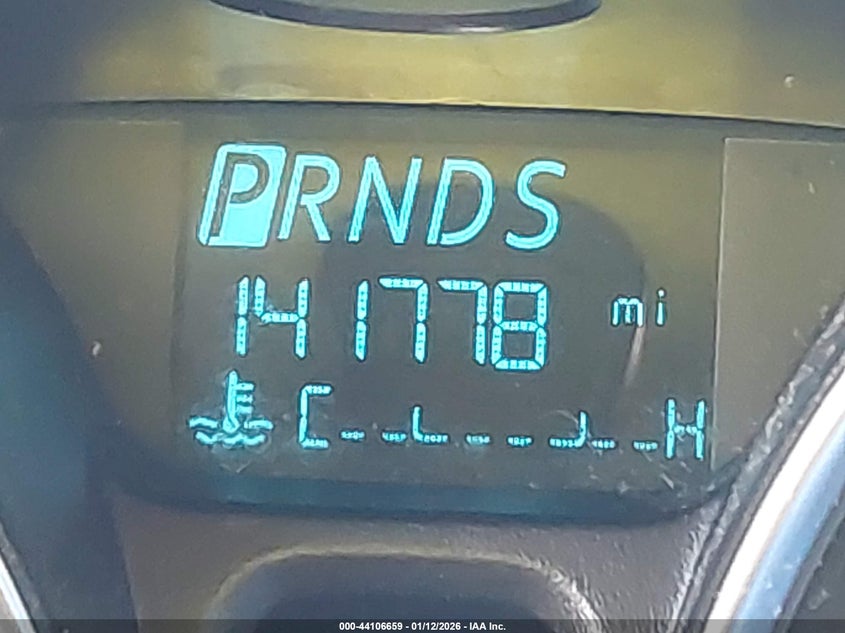 PRNDS
141778 mi
C H
000-44106659 - 01/12/2026 - IAA Inc.